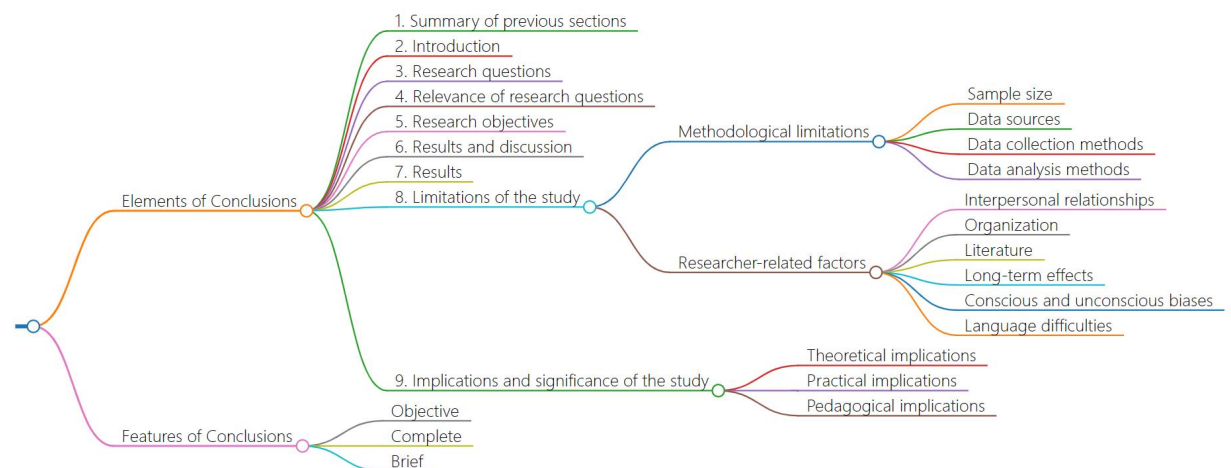 Elements of Conclusions
1. Summary of previous sections
2. Introduction
3. Research questions
4. Relevance of research questions
5. Research objectives
6. Results and discussion
7. Results
8. Limitations of the study
Methodological limitations
Sample size
Data sources
Data collection methods
Data analysis methods
Researcher-related factors
Interpersonal relationships
Organization
Literature
Long-term effects
Conscious and unconscious biases
Language difficulties
9. Implications and significance of the study
Theoretical implications
Practical implications
Pedagogical implications
Features of Conclusions
Objective
Complete
Brief